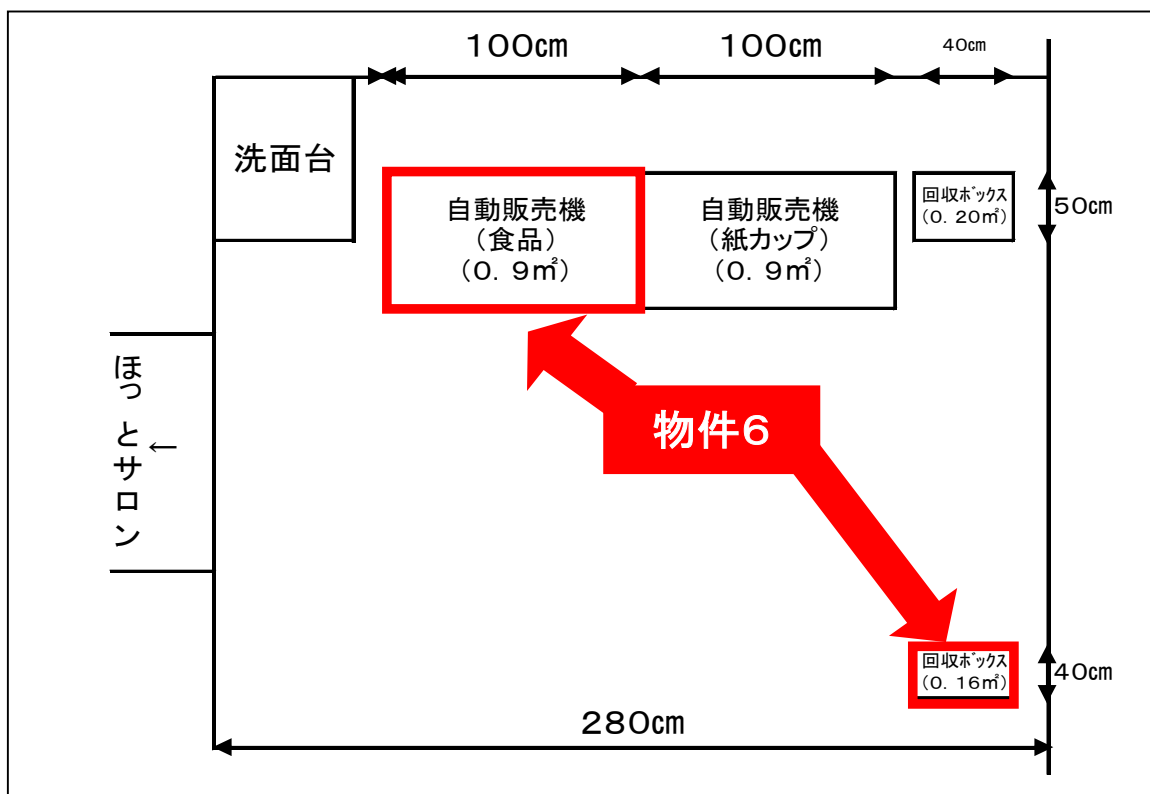 100㎝
100㎝
40㎝
洗面台
自動販売機
(食品)
(0．9㎡)
自動販売機
(紙カップ)
(0．9㎡)
回収ﾎﾞックス
(0．20㎡)
50㎝
ほっとサロン
←
物件6
回収ﾎﾞックス
(0．16㎡)
40㎝
280㎝